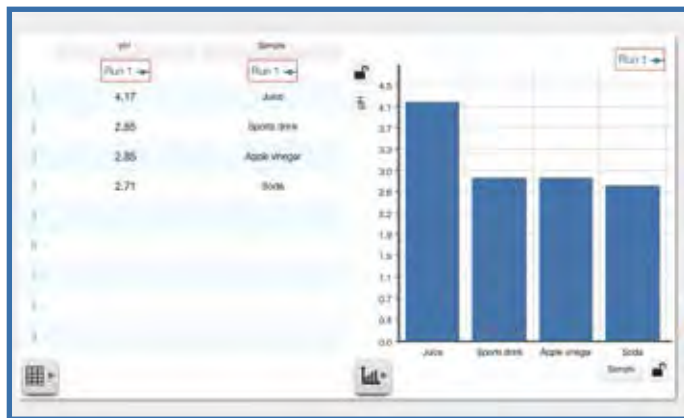 pH Sample
Run 1 Run 1
4.17 Juice
2.85 Sports drink
2.85 Apple vinegar
2.71 Soda
Run 1
pH
4.5
4.1
3.7
3.3
3.0
2.6
2.2
1.9
1.5
1.1
0.7
0.4
0.0
Juice Sports drink Apple vinegar Soda
Sample